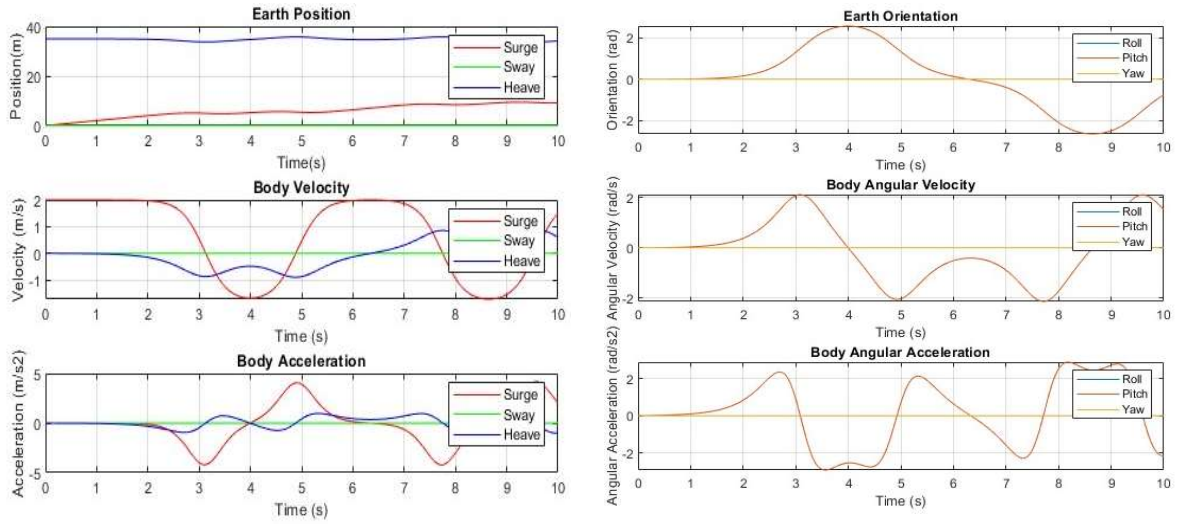 Earth Position
Position(m)
40
20
0
Surge
Sway
Heave
0 1 2 3 4 5 6 7 8 9 10
Time(s)
Body Velocity
Velocity (m/s)
2
1
0
-1
Surge
Sway
Heave
0 1 2 3 4 5 6 7 8 9 10
Time (s)
Body Acceleration
Acceleration (m/s2)
5
0
-5
Surge
Sway
Heave
0 1 2 3 4 5 6 7 8 9 10
Time (s)
Earth Orientation
Orientation (rad)
2
0
-2
Roll
Pitch
Yaw
0 1 2 3 4 5 6 7 8 9 10
Time (s)
Body Angular Velocity
Angular Velocity (rad/s)
2
0
-2
Roll
Pitch
Yaw
0 1 2 3 4 5 6 7 8 9 10
Time (s)
Body Angular Acceleration
Angular Acceleration (rad/s2)
2
0
-2
Roll
Pitch
Yaw
0 1 2 3 4 5 6 7 8 9 10
Time (s)